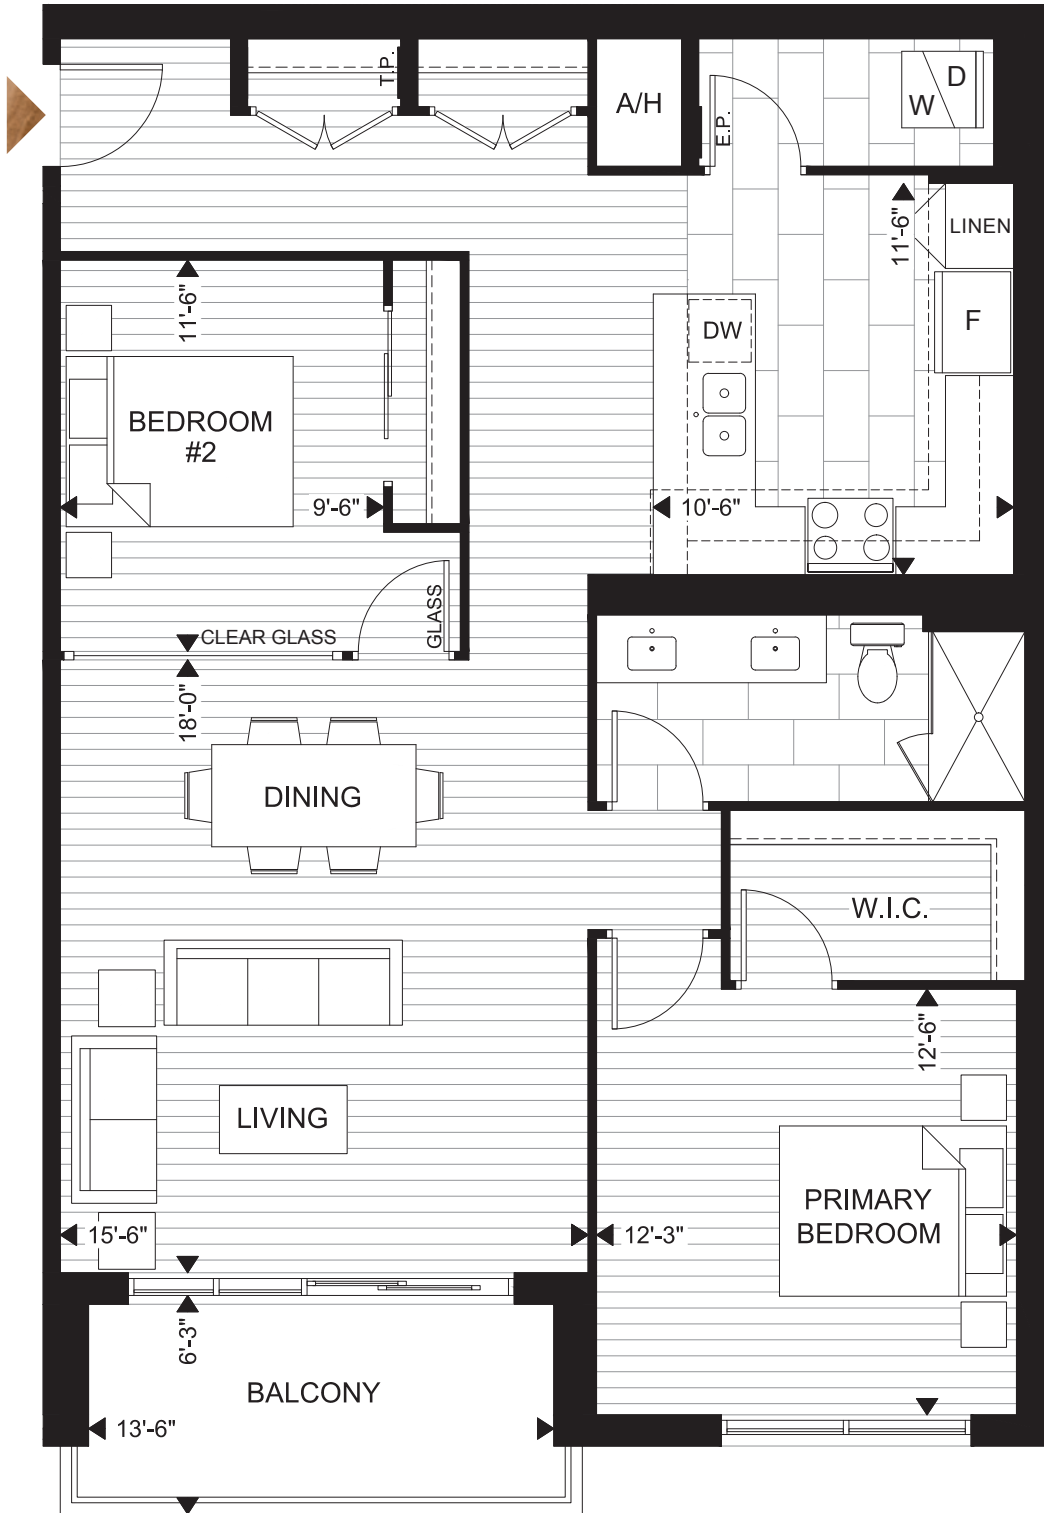 T.P.
A/H
E.P.
D
W
11'-6"
LINEN
F
DW
11'-6"
BEDROOM
#2
9'-6"
10'-6"
CLEAR GLASS
GLASS
18'-0"
DINING
W.I.C.
12'-6"
LIVING
15'-6"
12'-3"
PRIMARY
BEDROOM
6'-3"
BALCONY
13'-6"